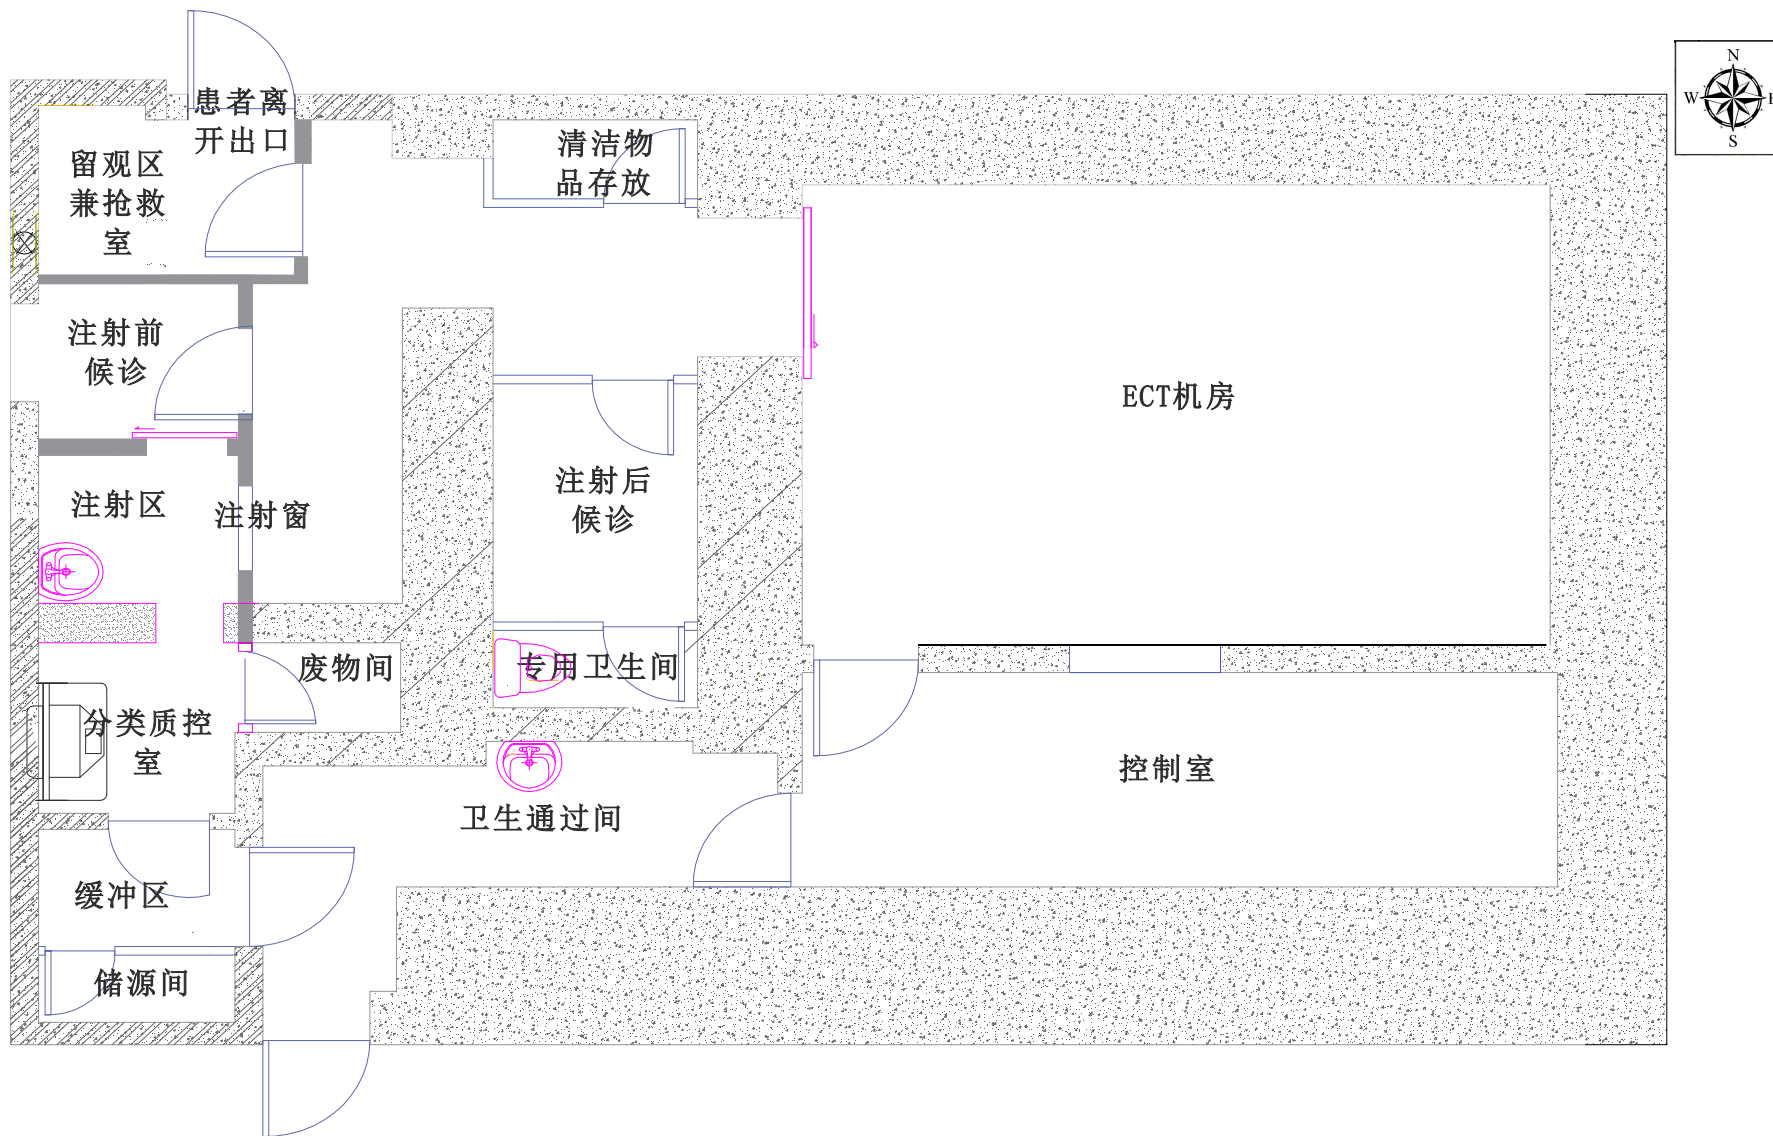 患者离
开出口
留观区
兼抢救
室
清洁物
品存放
N
W
E
S
注射前
候诊
ECT机房
注射区
注射窗
注射后
候诊
废物间
专用卫生间
分类质控
室
控制室
卫生通过间
缓冲区
储源间